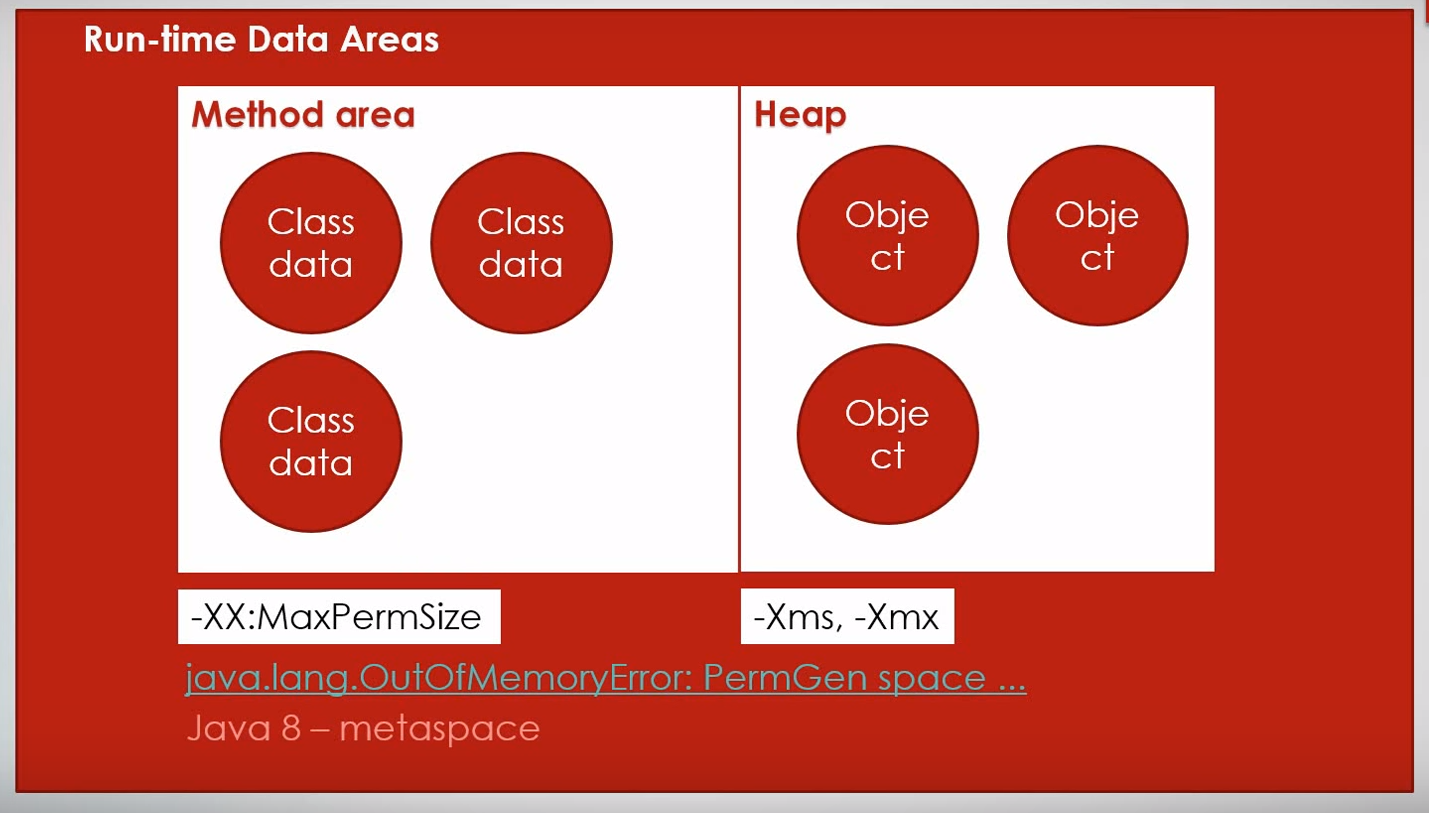 Run-time Data Areas
Method area
Class
data
Class
data
Class
data
Heap
Obje
ct
Obje
ct
Obje
ct
-XX:MaxPermSize
-Xms, -Xmx
java.lang.OutOfMemoryError: PermGen space ...
Java 8 – metaspace